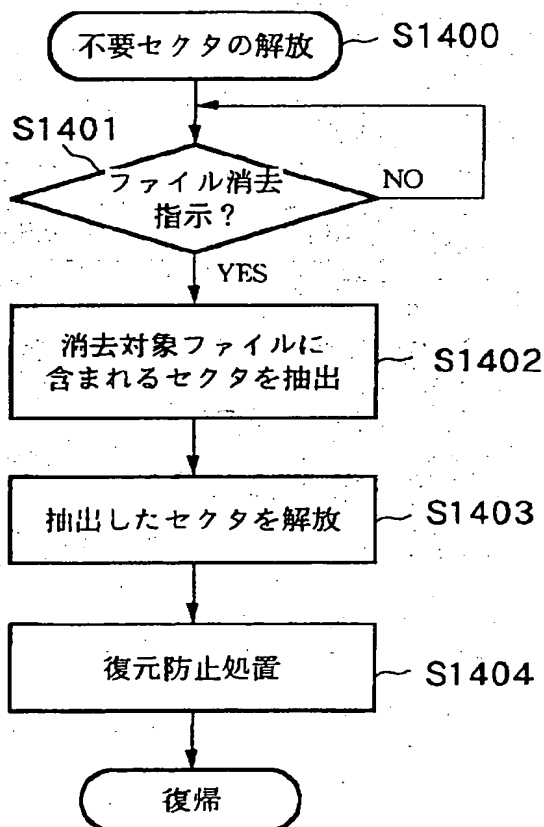 不要セクタの解放
S1400
S1401
ファイル消去
指示?
NO
YES
消去対象ファイルに
含まれるセクタを抽出
S1402
抽出したセクタを解放
S1403
復元防止処置
S1404
復帰